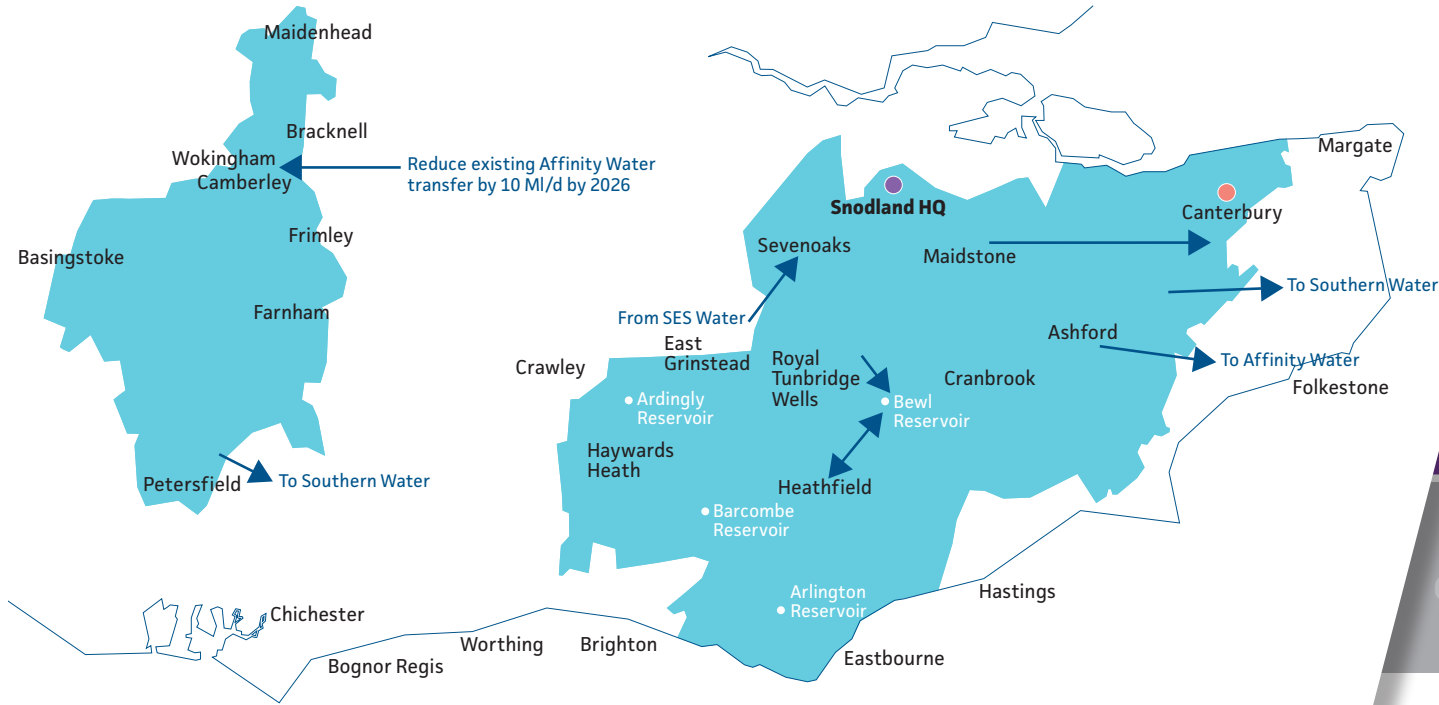 Maidenhead
Bracknell
Wokingham
Camberley
Reduce existing Affinity Water
transfer by 10 Ml/d by 2026
Frimley
Basingstoke
Farnham
Petersfield
To Southern Water
Chichester
Bognor Regis
Worthing
Brighton
Margate
Snodland HQ
Canterbury
Sevenoaks
Maidstone
To Southern Water
From SES Water
East
Grinstead
Crawley
Royal
Tunbridge
Wells
Ashford
To Affinity Water
Cranbrook
Folkestone
Ardingly
Reservoir
Bewl
Reservoir
Haywards
Heath
Heathfield
Barcombe
Reservoir
Arlington
Reservoir
Hastings
Eastbourne